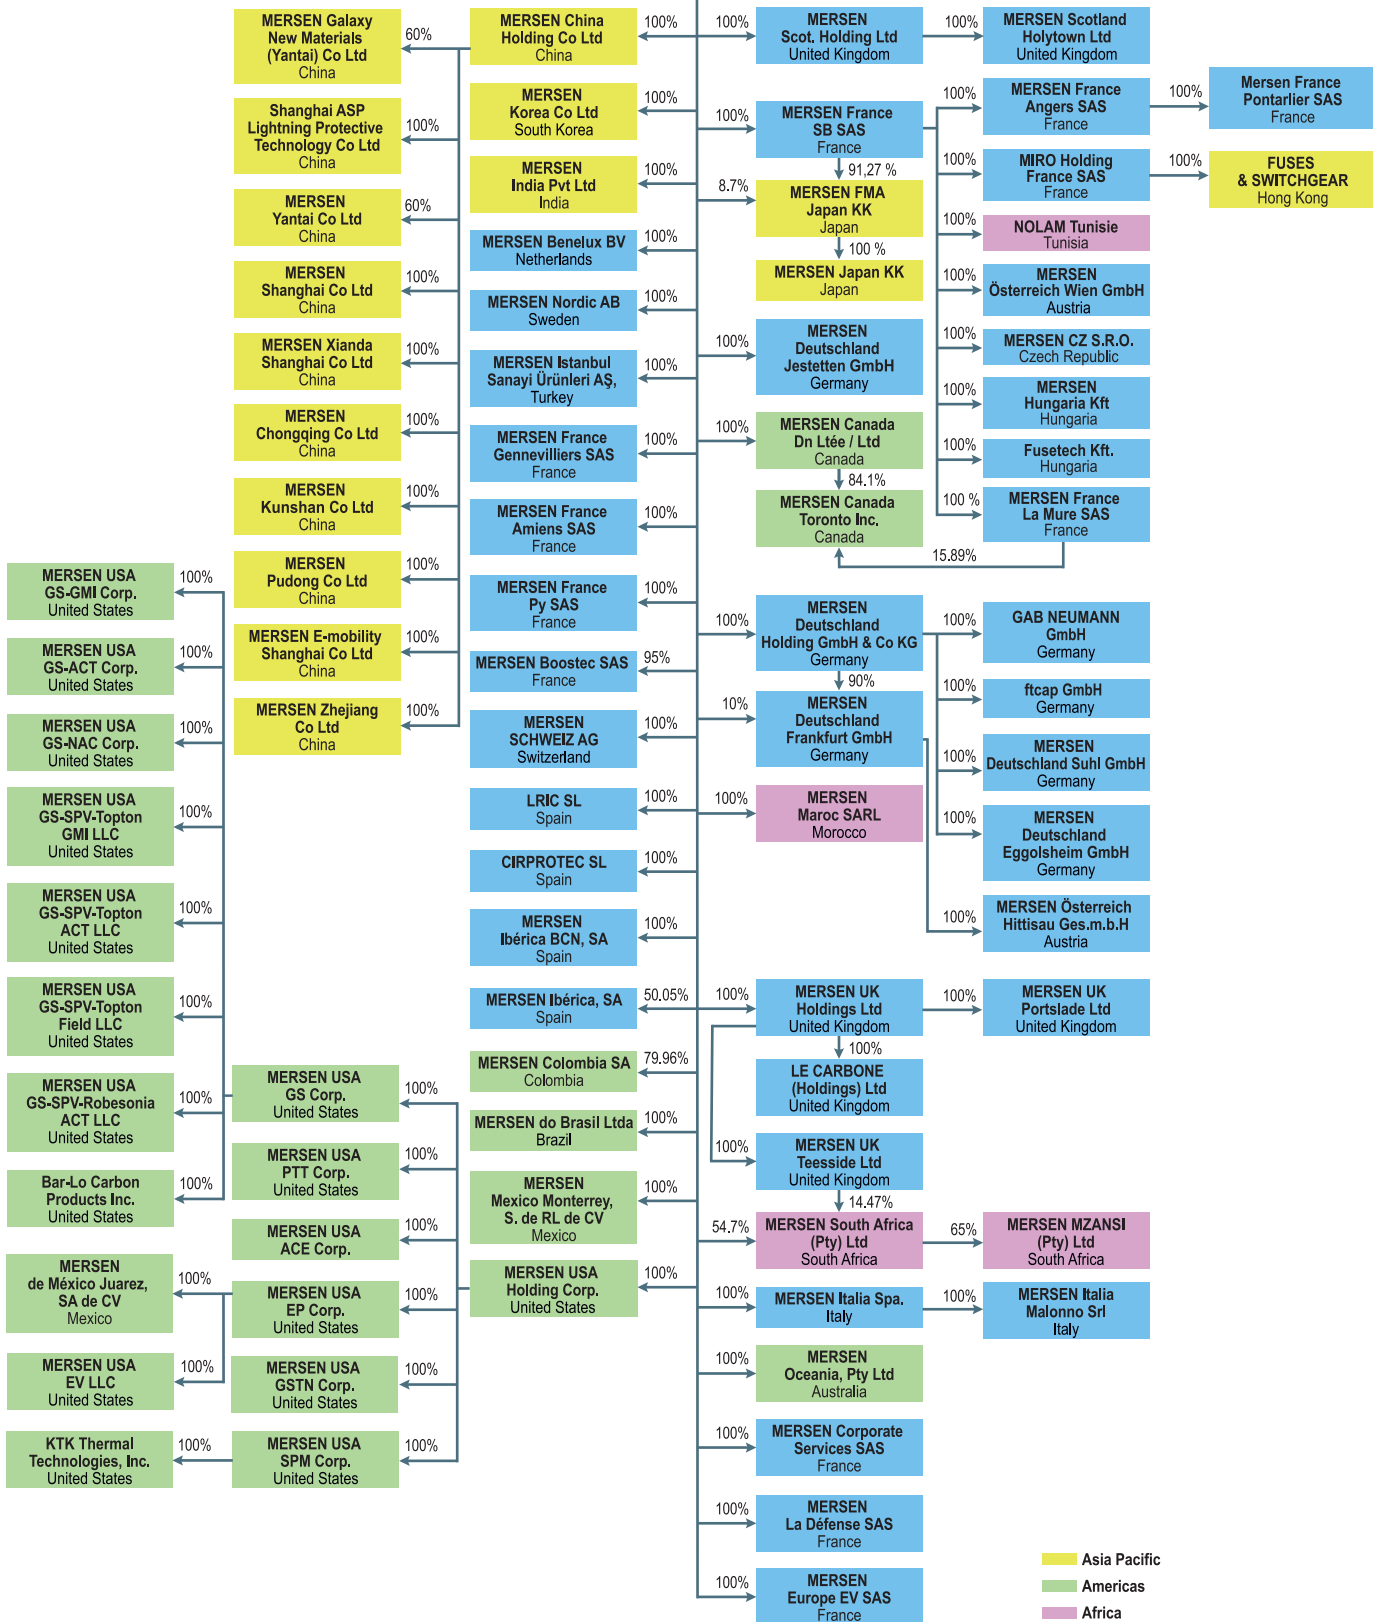 MERSEN Galaxy
New Materials
(Yantai) Co Ltd
China
60%
Shanghai ASP
Lightning Protective
Technology Co Ltd
China
100%
MERSEN
Yantai Co Ltd
China
60%
MERSEN
Shanghai Co Ltd
China
100%
MERSEN Xianda
Shanghai Co Ltd
China
100%
MERSEN
Chongqing Co Ltd
China
100%
MERSEN
Kunshan Co Ltd
China
100%
MERSEN
Pudong Co Ltd
China
100%
MERSEN E-mobility
Shanghai Co Ltd
China
100%
MERSEN Zhejiang
Co Ltd
China
100%
MERSEN USA
GS-GMI Corp.
United States
100%
MERSEN USA
GS-ACT Corp.
United States
100%
MERSEN USA
GS-NAC Corp.
United States
100%
MERSEN USA
GS-SPV-Topton
GMI LLC
United States
100%
MERSEN USA
GS-SPV-Topton
ACT LLC
United States
100%
MERSEN USA
GS-SPV-Topton
Field LLC
United States
100%
MERSEN USA
GS-SPV-Robesonia
ACT LLC
United States
100%
Bar-Lo Carbon
Products Inc.
United States
100%
MERSEN
de México Juarez,
SA de CV
Mexico
100%
MERSEN USA
EV LLC
United States
100%
KTK Thermal
Technologies, Inc.
United States
100%
MERSEN USA
GS Corp.
United States
100%
MERSEN USA
PTT Corp.
United States
100%
MERSEN USA
ACE Corp.
100%
MERSEN USA
EP Corp.
United States
100%
MERSEN USA
GSTN Corp.
United States
100%
MERSEN USA
SPM Corp.
United States
100%
MERSEN China
Holding Co Ltd
China
100%
MERSEN
Korea Co Ltd
South Korea
100%
MERSEN
India Pvt Ltd
India
100%
MERSEN Benelux BV
Netherlands
100%
MERSEN Nordic AB
Sweden
100%
MERSEN Istanbul
Sanayi Ürünleri AŞ,
Turkey
100%
MERSEN France
Gennevilliers SAS
France
100%
MERSEN France
Amiens SAS
France
100%
MERSEN France
Py SAS
France
100%
MERSEN Boostec SAS
France
95%
MERSEN
SCHWEIZ AG
Switzerland
100%
LRIC SL
Spain
100%
CIRPROTEC SL
Spain
100%
MERSEN
Ibérica BCN, SA
Spain
100%
MERSEN Ibérica, SA
Spain
50.05%
MERSEN Colombia SA
Colombia
79.96%
MERSEN do Brasil Ltda
Brazil
100%
MERSEN
Mexico Monterrey,
S. de RL de CV
Mexico
100%
MERSEN USA
Holding Corp.
United States
100%
100%
MERSEN
Scot. Holding Ltd
United Kingdom
100%
MERSEN Scotland
Holytown Ltd
United Kingdom
100%
MERSEN France
SB SAS
France
91,27 %
8.7%
MERSEN FMA
Japan KK
Japan
100 %
MERSEN Japan KK
Japan
100%
MERSEN
Deutschland
Jestetten GmbH
Germany
100%
MERSEN Canada
Dn Ltée / Ltd
Canada
84.1%
MERSEN Canada
Toronto Inc.
Canada
15.89%
100%
MERSEN France
Angers SAS
France
100%
Mersen France
Pontarlier SAS
France
100%
MIRO Holding
France SAS
France
100%
FUSES
& SWITCHGEAR
Hong Kong
100%
NOLAM Tunisie
Tunisia
100%
MERSEN
Österreich Wien GmbH
Austria
100%
MERSEN CZ S.R.O.
Czech Republic
100%
MERSEN
Hungaria Kft
Hungaria
100%
Fusetech Kft.
Hungaria
100 %
MERSEN France
La Mure SAS
France
100%
MERSEN
Deutschland
Holding GmbH & Co KG
Germany
90%
10%
MERSEN
Deutschland
Frankfurt GmbH
Germany
100%
GAB NEUMANN
GmbH
Germany
100%
ftcap GmbH
Germany
100%
MERSEN
Deutschland Suhl GmbH
Germany
100%
MERSEN
Deutschland
Eggolsheim GmbH
Germany
100%
MERSEN Österreich
Hittisau Ges.m.b.H
Austria
100%
MERSEN
Maroc SARL
Morocco
100%
MERSEN UK
Holdings Ltd
United Kingdom
100%
MERSEN UK
Portslade Ltd
United Kingdom
100%
LE CARBONE
(Holdings) Ltd
United Kingdom
100%
MERSEN UK
Teesside Ltd
United Kingdom
14.47%
54.7%
MERSEN South Africa
(Pty) Ltd
South Africa
65%
MERSEN MZANSI
(Pty) Ltd
South Africa
100%
MERSEN Italia Spa.
Italy
100%
MERSEN Italia
Malonno Srl
Italy
100%
MERSEN
Oceania, Pty Ltd
Australia
100%
MERSEN Corporate
Services SAS
France
100%
MERSEN
La Défense SAS
France
100%
MERSEN
Europe EV SAS
France
Asia Pacific
Americas
Africa